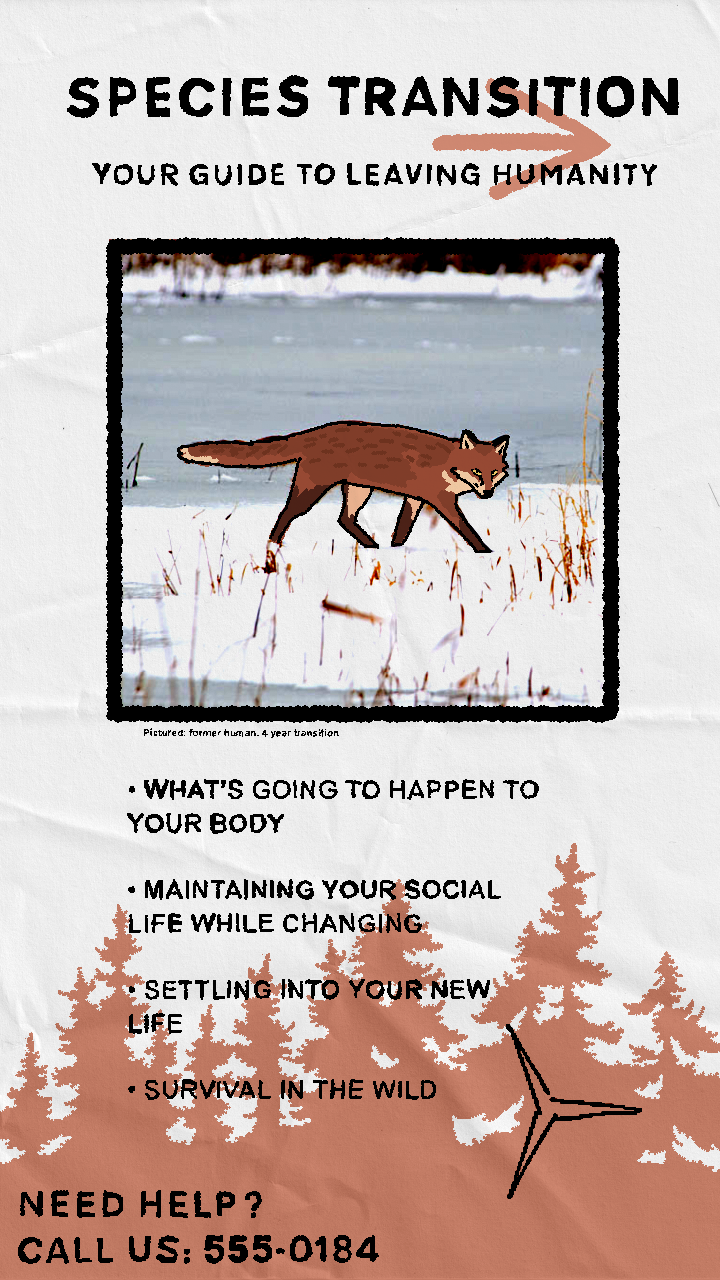 SPECIES TRANSITION
YOUR GUIDE TO LEAVING HUMANITY
Pictured: former human. 4 year transition
• WHAT'S GOING TO HAPPEN TO
YOUR BODY
• MAINTAINING YOUR SOCIAL
LIFE WHILE CHANGING
• SETTLING INTO YOUR NEW
LIFE
• SURVIVAL IN THE WILD
NEED HELP?
CALL US: 555-0184